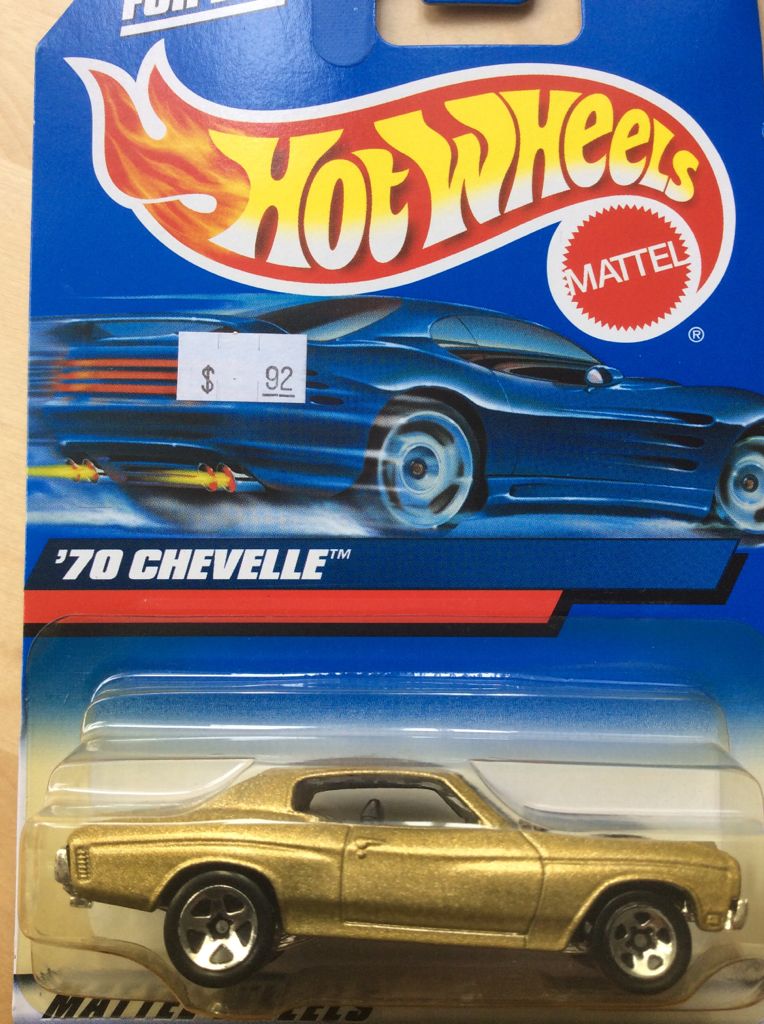 HOT WHEELS
MATTEL
®
$ 92
'70 CHEVELLE™